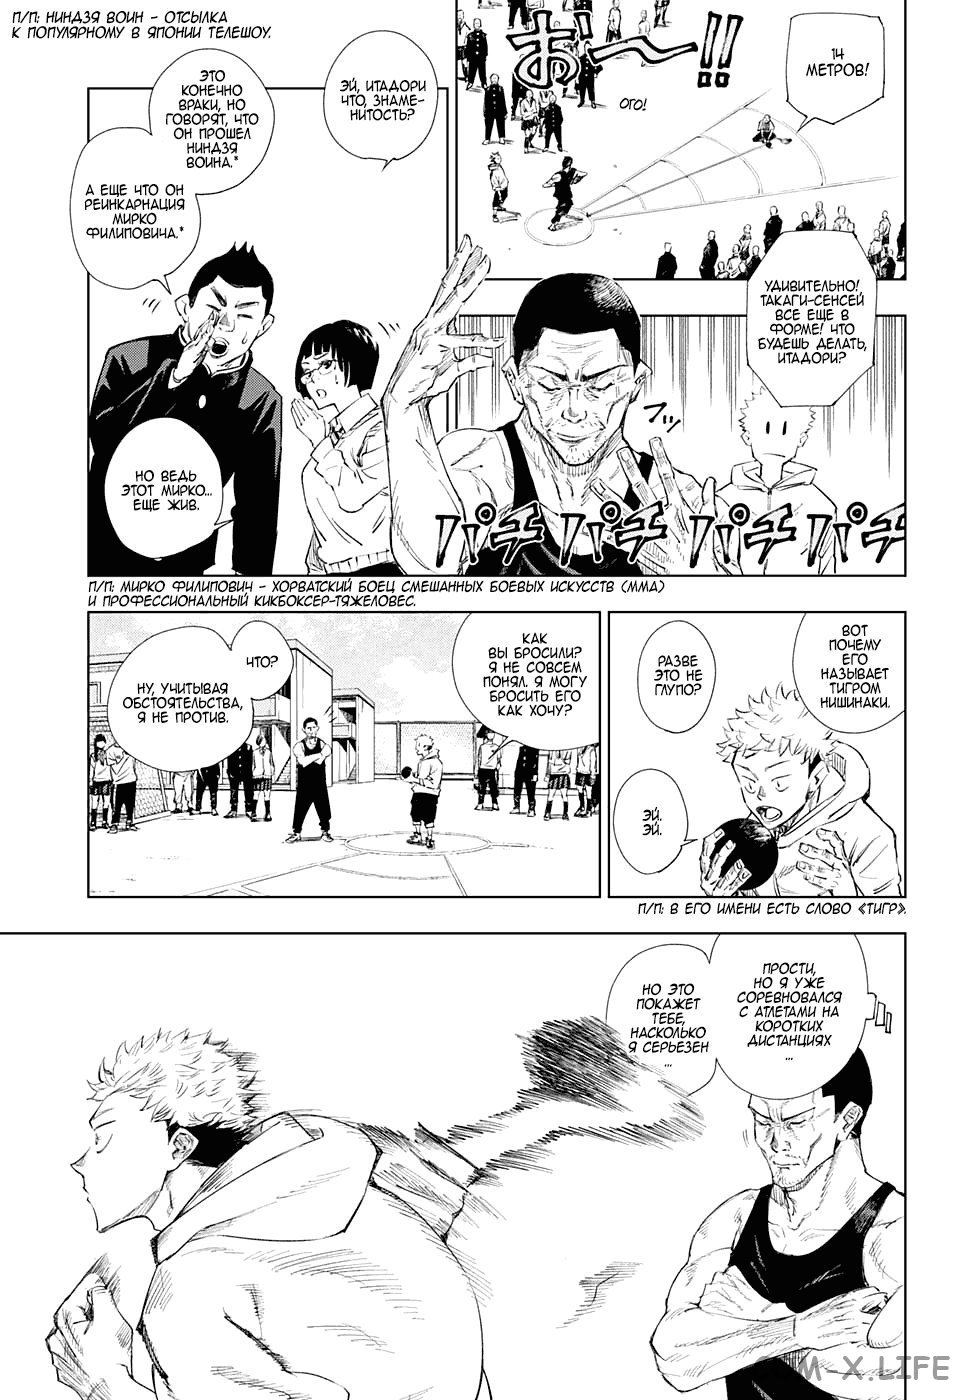 П/П: НИНДЗЯ ВОИН - ОТСЫЛКА
К ПОПУЛЯРНОМУ В ЯПОНИИ ТЕЛЕШОУ.
14
МЕТРОВ!
お〜!!
ОГО!
ЭЙ, ИТАДОРИ
ЧТО, ЗНАМЕ-
НИТОСТЬ?
ЭТО
КОНЕЧНО
ВРАКИ, НО
ГОВОРЯТ, ЧТО
ОН ПРОШЕЛ
НИНДЗЯ
ВОИНА.*
А ЕЩЕ ЧТО ОН
РЕИНКАРНАЦИЯ
МИРКО
ФИЛИПОВИЧА.*
НО ВЕДЬ
ЭТОТ МИРКО...
ЕЩЕ ЖИВ.
УДИВИТЕЛЬНО!
ТАКАГИ-СЕНСЕЙ
ВСЕ ЕЩЕ В
ФОРМЕ! ЧТО
БУДЕШЬ ДЕЛАТЬ,
ИТАДОРИ?
フッ
パチ パチ パチ パチ
П/П: МИРКО ФИЛИПОВИЧ - ХОРВАТСКИЙ БОЕЦ СМЕШАННЫХ БОЕВЫХ ИСКУССТВ (ММА)
И ПРОФЕССИОНАЛЬНЫЙ КИКБОКСЕР-ТЯЖЕЛОВЕС.
ВОТ
ПОЧЕМУ
ЕГО
НАЗЫВАЕТ
ТИГРОМ
НИШИНАКИ.
РАЗВЕ
ЭТО НЕ
ГЛУПО?
ЭЙ.
ЭЙ.
П/П: В ЕГО ИМЕНИ ЕСТЬ СЛОВО «ТИГР».
КАК
ВЫ БРОСИЛИ?
Я НЕ СОВСЕМ
ПОНЯЛ. Я МОГУ
БРОСИТЬ ЕГО
КАК ХОЧУ?
ЧТО?
НУ, УЧИТЫВАЯ
ОБСТОЯТЕЛЬСТВА,
Я НЕ ПРОТИВ.
ПРОСТИ,
НО Я УЖЕ
СОРЕВНОВАЛСЯ
С АТЛЕТАМИ НА
КОРОТКИХ
ДИСТАНЦИЯХ
...
НО ЭТО
ПОКАЖЕТ
ТЕБЕ,
НАСКОЛЬКО
Я СЕРЬЕЗЕН
...
COM-X.LIFE